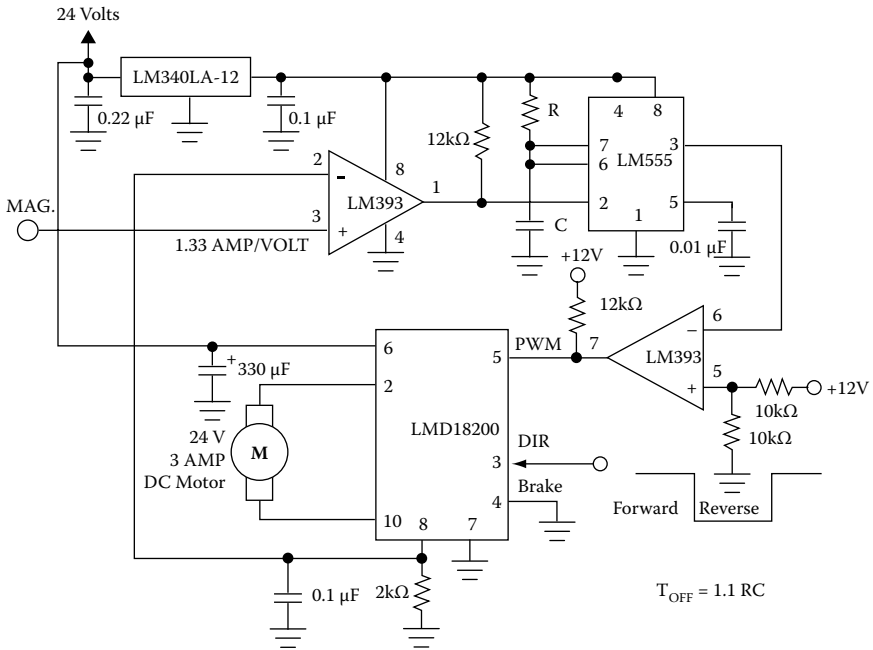 24 Volts
LM340LA-12
0.22 µF
0.1 µF
12kΩ
R
4
8
7
6
LM555
3
2
5
1
C
0.01 µF
MAG.
2
-
8
LM393
1
3
+
4
1.33 AMP/VOLT
+12V
12kΩ
6
−
LM393
7
5
+
+12V
10kΩ
10kΩ
PWM
6
5
2
+
330 µF
LMD18200
24 V
3 AMP
DC Motor
M
DIR
3
Brake
4
10
8
7
Forward
Reverse
0.1 µF
2kΩ
TOFF = 1.1 RC